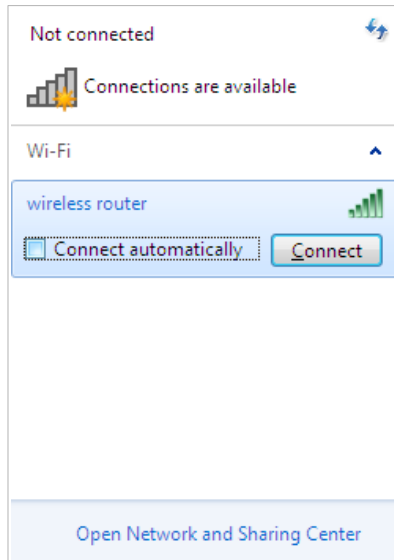 Not connected
Connections are available
Wi-Fi
wireless router
Connect automatically
Connect
Open Network and Sharing Center